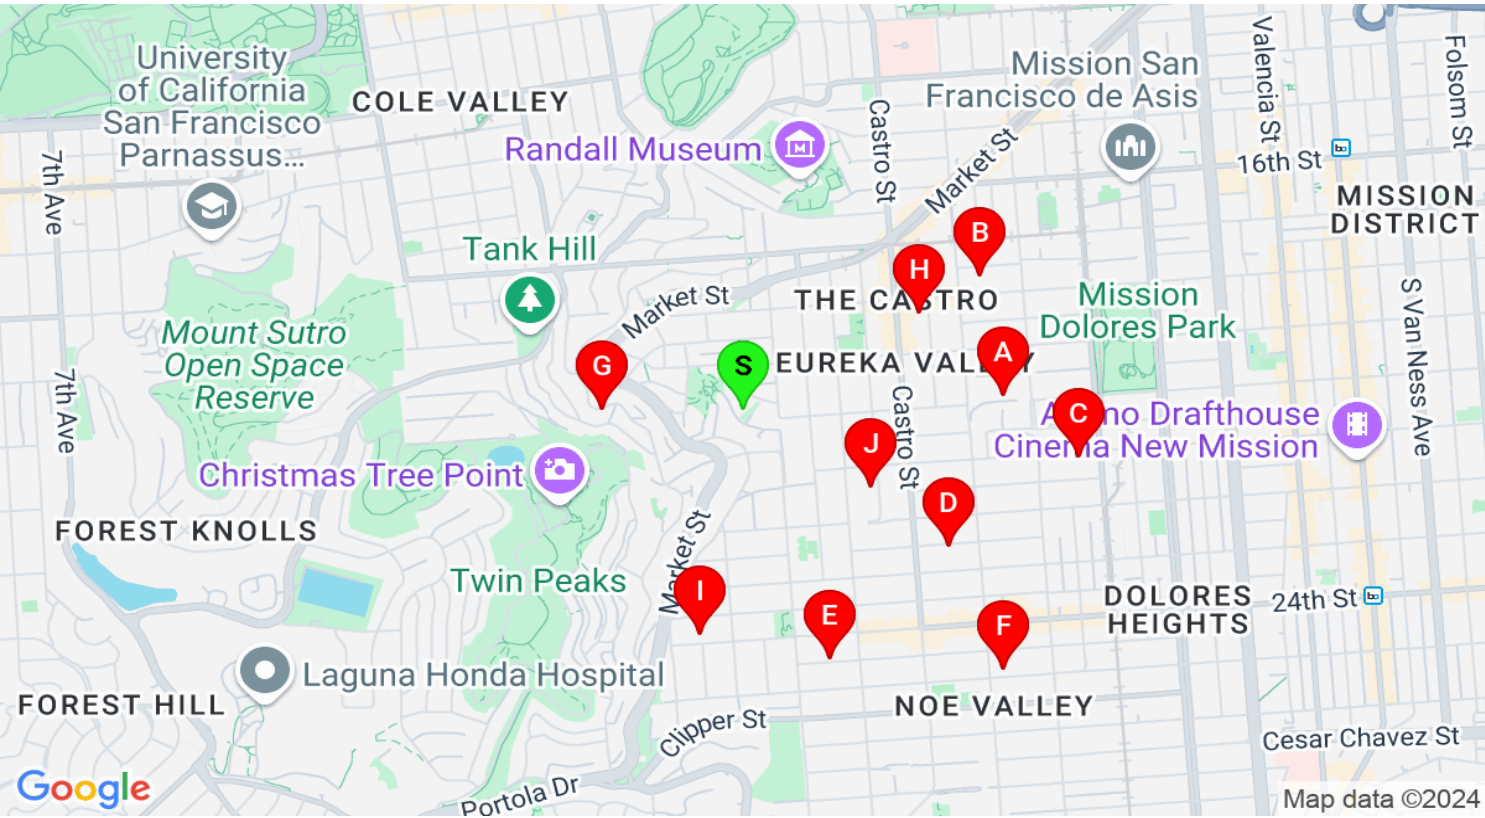 University
of California
San Francisco
Parnassus...
COLE VALLEY
Randall Museum
Castro St
Market St
Mission San
Francisco de Asis
Valencia St
Folsom St
16th St
7th Ave
MISSION
DISTRICT
Tank Hill
B
H
Market St
THE CASTRO
Mission
Dolores Park
S Van Ness Ave
Mount Sutro
Open Space
Reserve
G
S
EUREKA VALLEY
A
7th Ave
C
Alamo Drafthouse
Cinema New Mission
Castro St
J
Christmas Tree Point
D
FOREST KNOLLS
Market St
Twin Peaks
I
E
F
DOLORES
HEIGHTS
24th St
Laguna Honda Hospital
FOREST HILL
NOE VALLEY
Clipper St
Cesar Chavez St
Portola Dr
Google
Map data ©2024